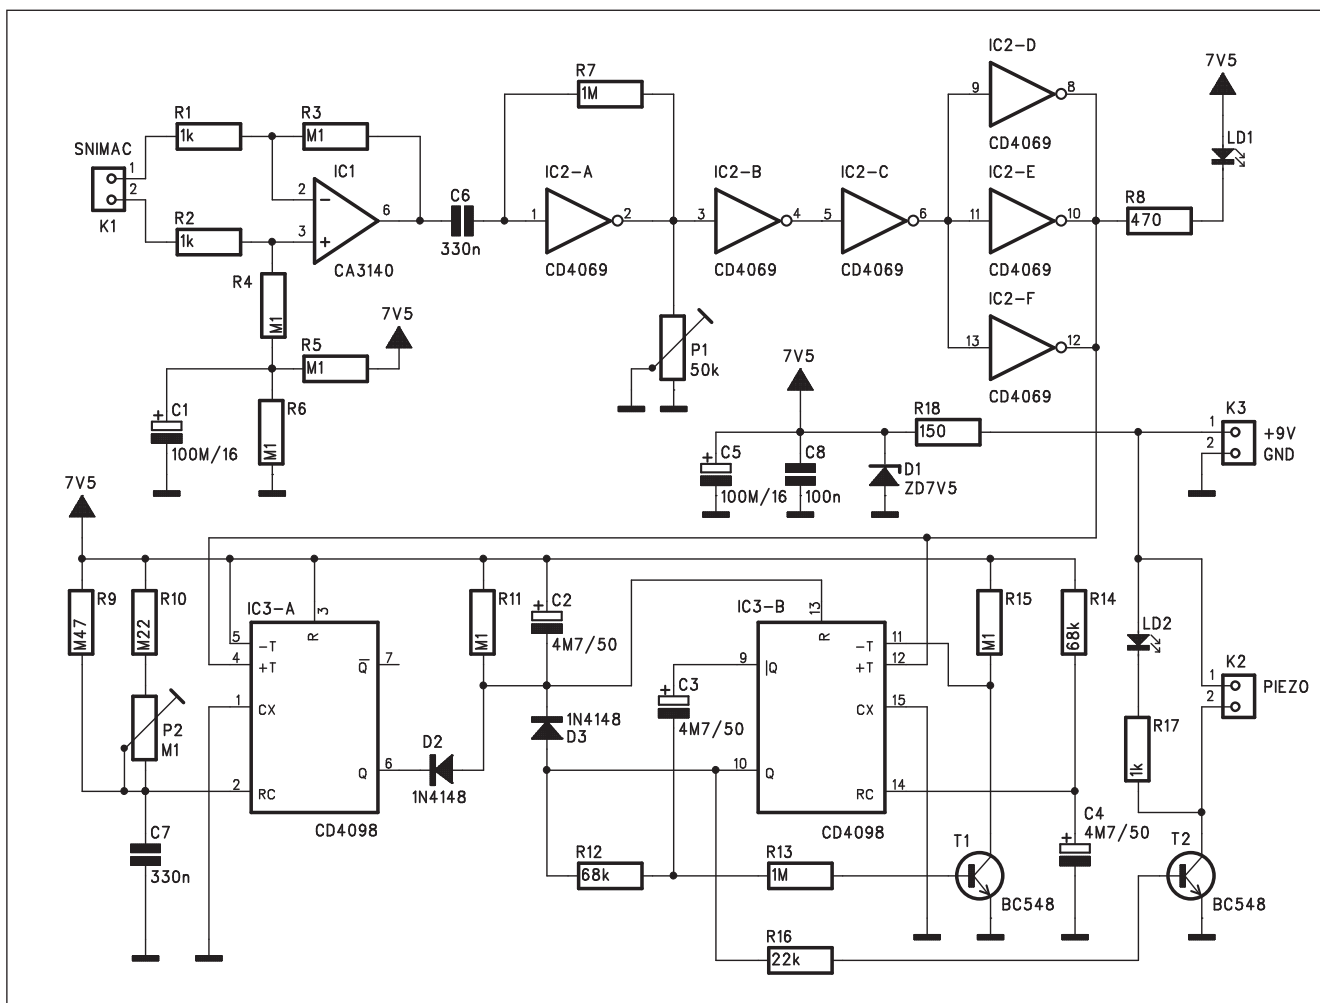 IC2-D
R7
1M
9
8
CD4069
7V5
LD1
R1
1k
R3
M1
SNIMAC
1
2
K1
IC1
2
3
6
CA3140
R2
1k
C6
330n
IC2-A
1
2
CD4069
IC2-B
3
4
CD4069
IC2-C
5
6
CD4069
IC2-E
11
10
CD4069
R8
470
IC2-F
13
12
CD4069
R4
M1
7V5
R5
M1
P1
50k
R6
M1
+
C1
100M/16
7V5
R18
150
K3
1
2
+9V
GND
+
C5
100M/16
C8
100n
D1
ZD7V5
7V5
R9
M47
R10
M22
IC3-A
3
R
5
-T
4
+T
Q
7
1
CX
Q
6
2
RC
CD4098
P2
M1
C7
330n
R11
M1
+
C2
4M7/50
D2
1N4148
1N4148
D3
+
C3
4M7/50
IC3-B
13
R
9
Q
-T
11
+T
12
CX
15
10
Q
RC
14
CD4098
R15
M1
R14
68k
LD2
K2
1
2
PIEZO
R17
1k
R12
68k
R13
1M
T1
BC548
C4
4M7/50
+
T2
BC548
R16
22k